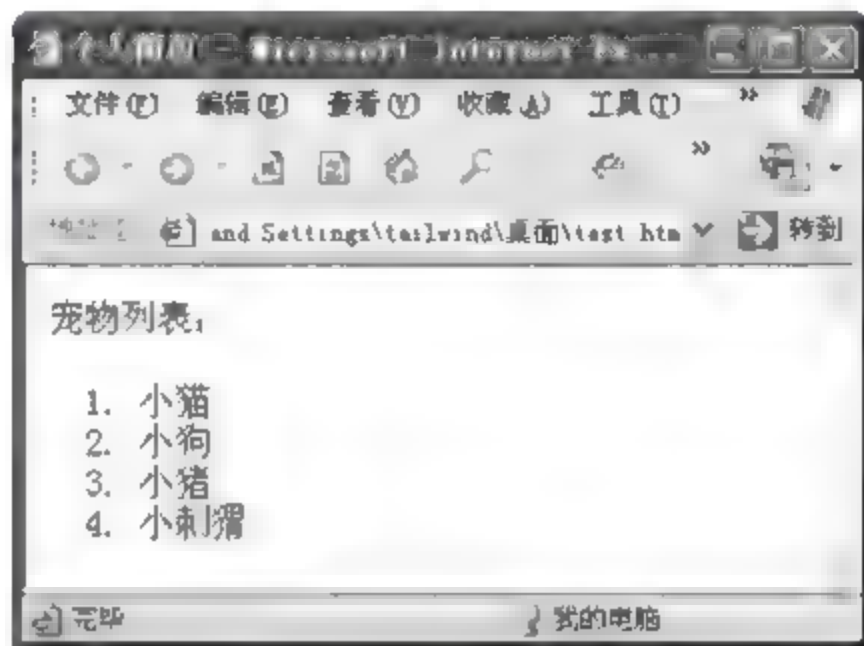 文件(F) 编辑(E) 查看(V) 收藏(A) 工具(T) »
»
and Settings\tailwind\桌面\test htm 转到
宠物列表:
1. 小猫
2. 小狗
3. 小猪
4. 小刺猬
完毕 我的电脑